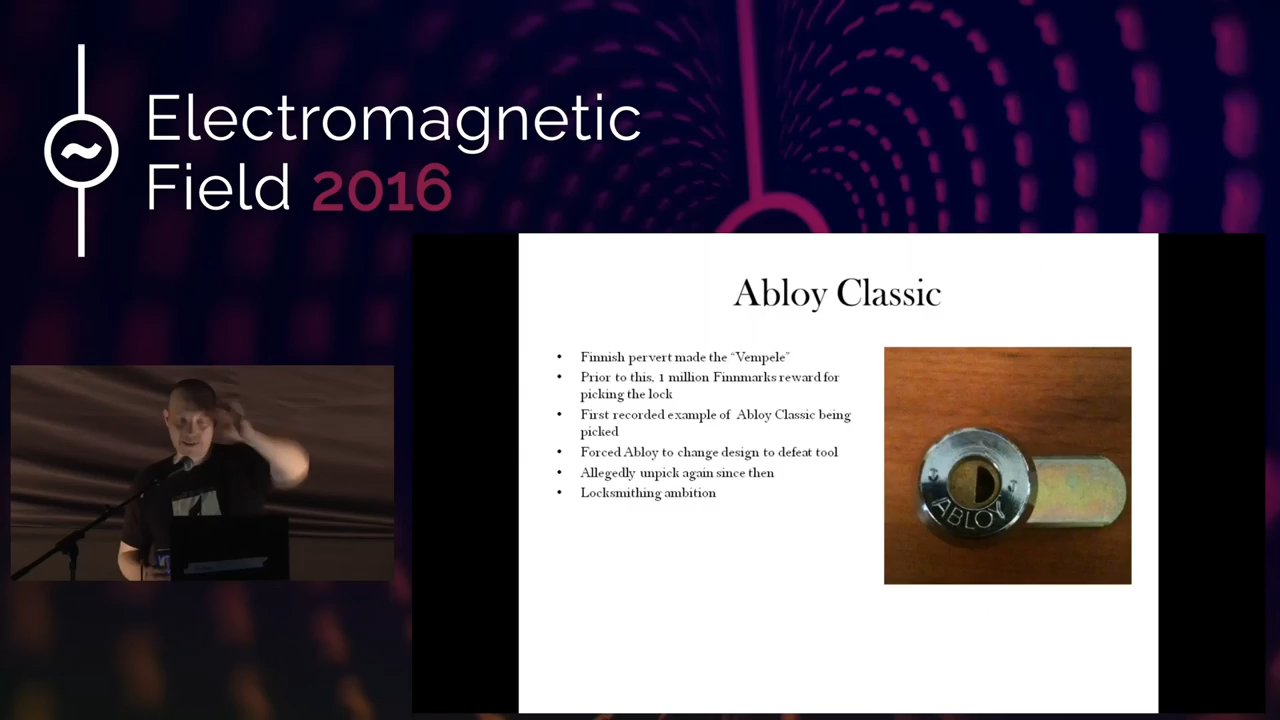 Electromagnetic
Field 2016
Abloy Classic
• Finnish pervert made the “Vempele”
• Prior to this, 1 million Finnmarks reward for
picking the lock
• First recorded example of Abloy Classic being
picked
• Forced Abloy to change design to defeat tool
• Allegedly unpick again since then
• Locksmithing ambition
ABLOY